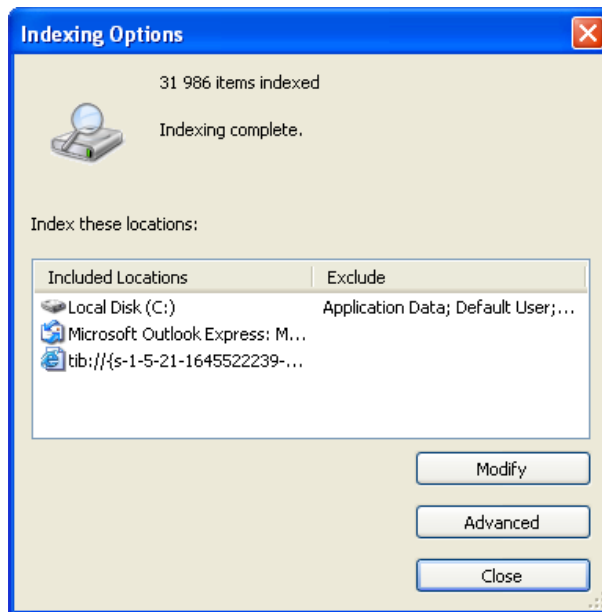 Indexing Options
31 986 items indexed
Indexing complete.
Index these locations:
Included Locations Exclude
Local Disk (C:) Application Data; Default User;...
Microsoft Outlook Express: M...
tib://{s-1-5-21-1645522239-...
Modify
Advanced
Close